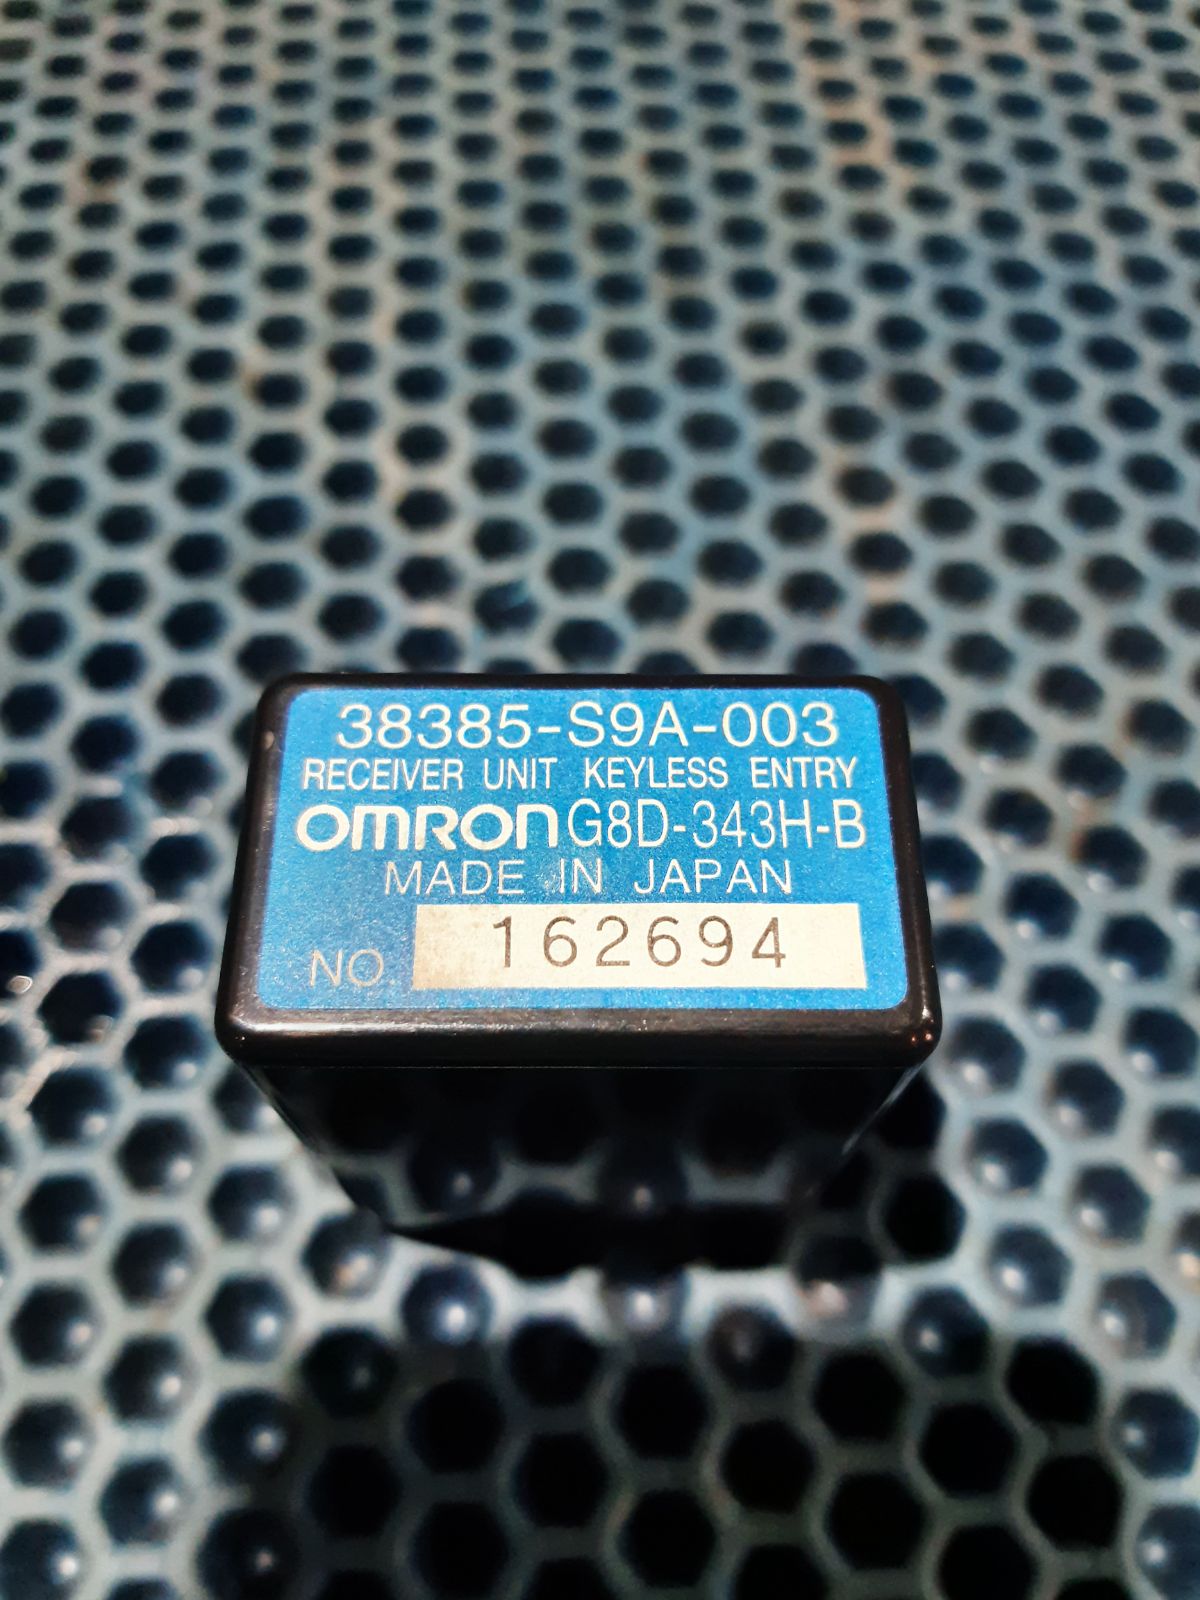 38385-S9A-003
RECEIVER UNIT KEYLESS ENTRY
OMRON G8D-343H-B
MADE IN JAPAN
NO. 162694